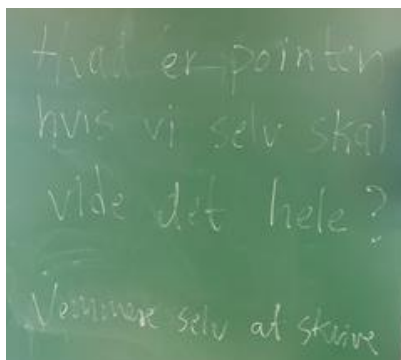 Hvad er pointen
hvis vi selv skal
vide det hele?
selv at skrive